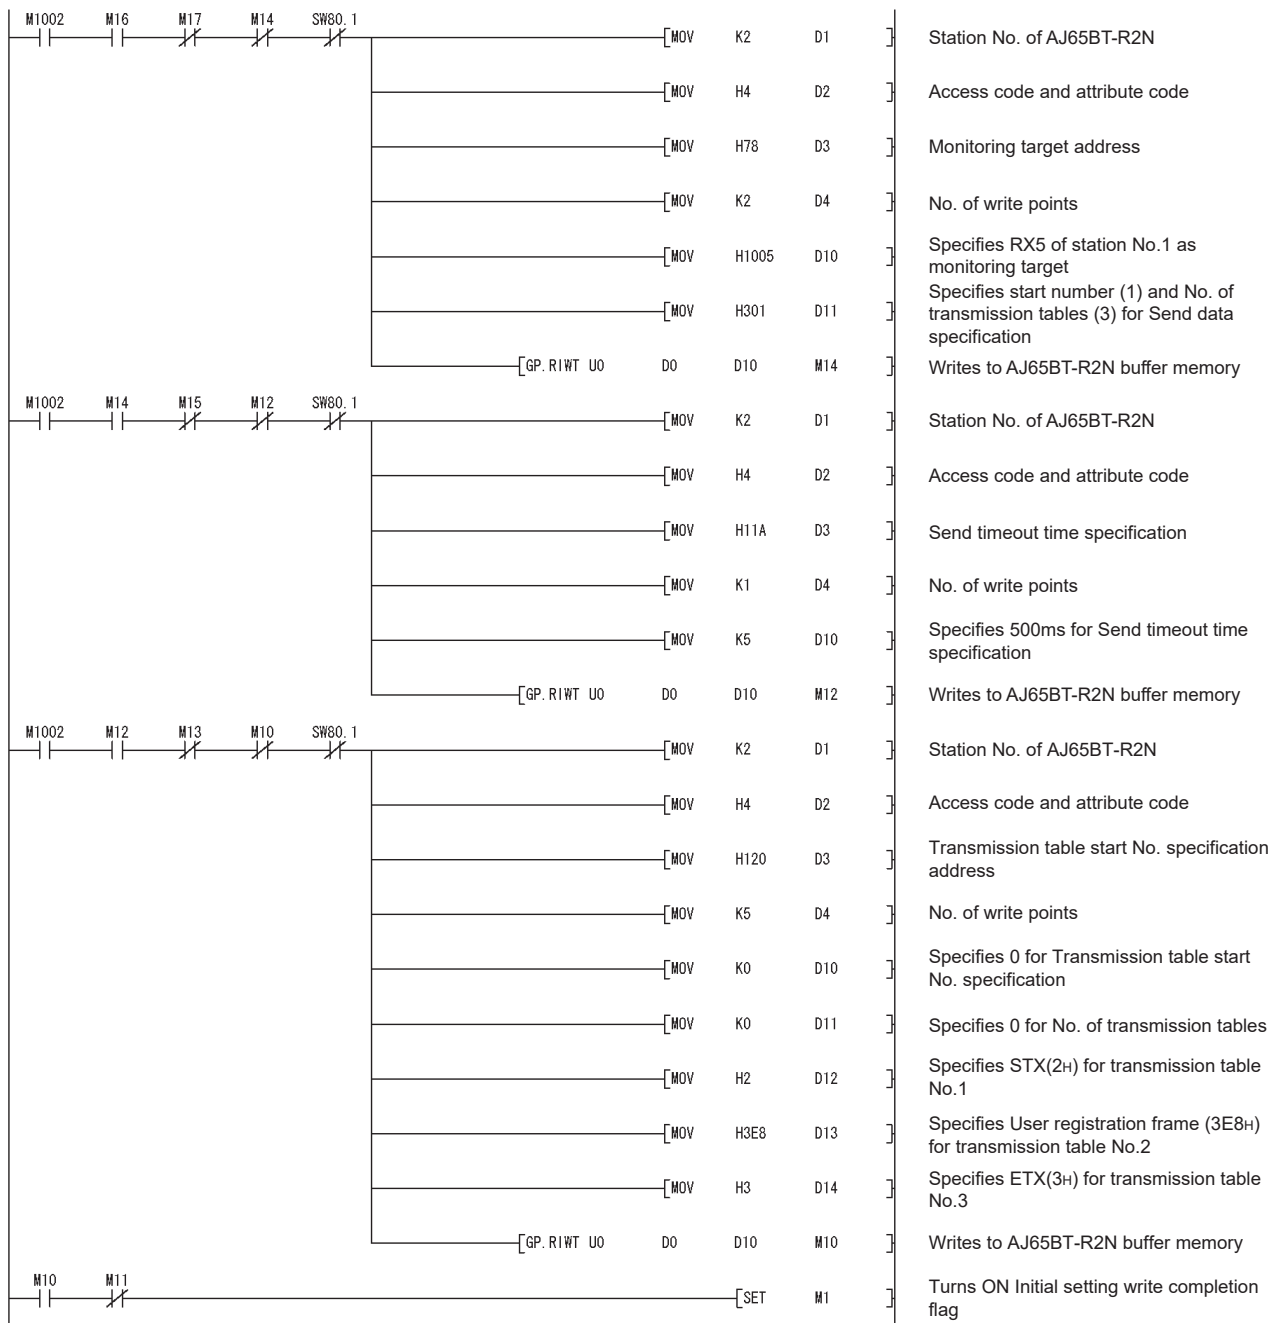 M1002 M16 M17 M14 SW80.1
MOV K2 D1 Station No. of AJ65BT-R2N
MOV H4 D2 Access code and attribute code
MOV H78 D3 Monitoring target address
MOV K2 D4 No. of write points
MOV H1005 D10 Specifies RX5 of station No.1 as
monitoring target
MOV H301 D11 Specifies start number (1) and No. of
transmission tables (3) for Send data
specification
GP.RIWT U0 D0 D10 M14 Writes to AJ65BT-R2N buffer memory
M1002 M14 M15 M12 SW80.1
MOV K2 D1 Station No. of AJ65BT-R2N
MOV H4 D2 Access code and attribute code
MOV H11A D3 Send timeout time specification
MOV K1 D4 No. of write points
MOV K5 D10 Specifies 500ms for Send timeout time
specification
GP.RIWT U0 D0 D10 M12 Writes to AJ65BT-R2N buffer memory
M1002 M12 M13 M10 SW80.1
MOV K2 D1 Station No. of AJ65BT-R2N
MOV H4 D2 Access code and attribute code
MOV H120 D3 Transmission table start No. specification
address
MOV K5 D4 No. of write points
MOV K0 D10 Specifies 0 for Transmission table start
No. specification
MOV K0 D11 Specifies 0 for No. of transmission tables
MOV H2 D12 Specifies STX(2H) for transmission table
No.1
MOV H3E8 D13 Specifies User registration frame (3E8H)
for transmission table No.2
MOV H3 D14 Specifies ETX(3H) for transmission table
No.3
GP.RIWT U0 D0 D10 M10 Writes to AJ65BT-R2N buffer memory
M10 M11
SET M1 Turns ON Initial setting write completion
flag